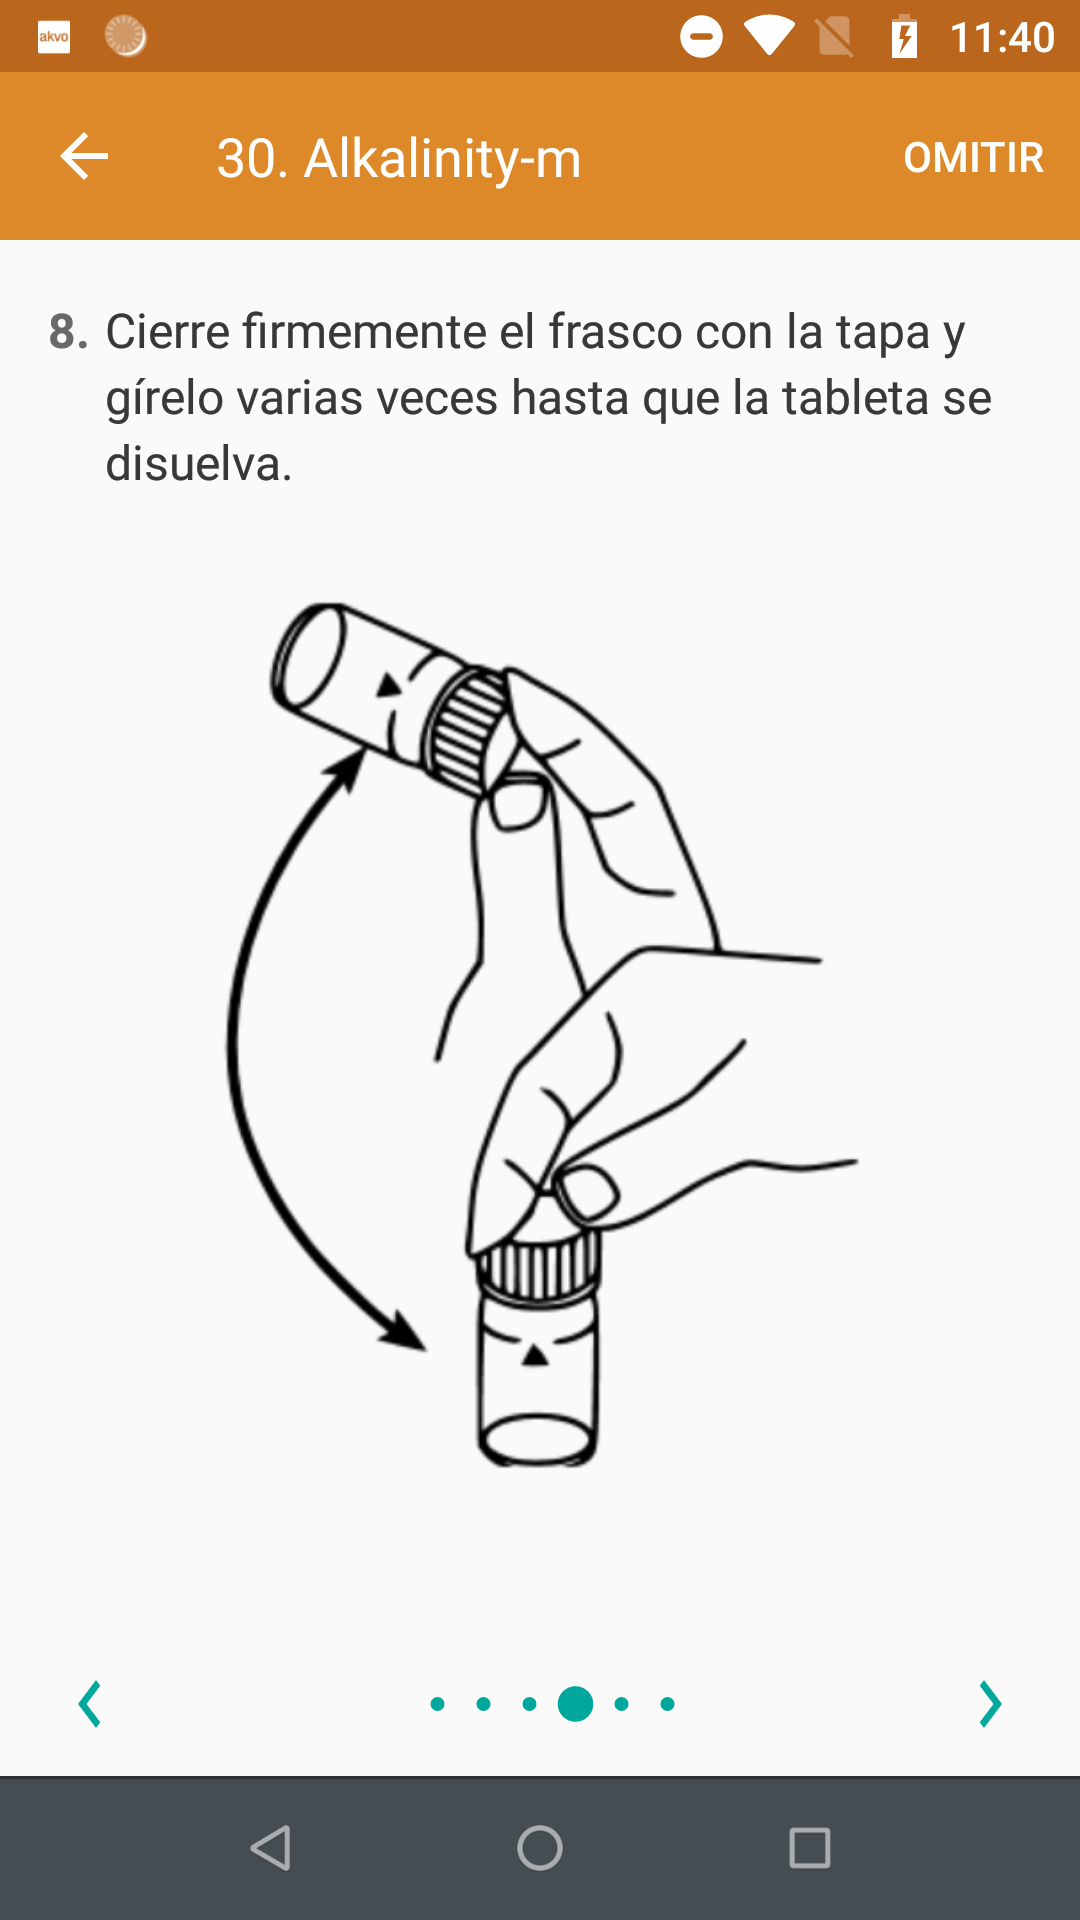 akvo
11:40
30. Alkalinity-m
OMITIR
8. Cierre firmemente el frasco con la tapa y
gírelo varias veces hasta que la tableta se
disuelva.